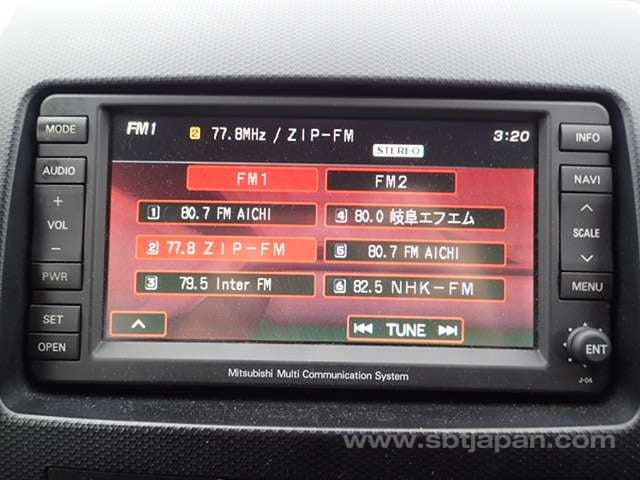 MODE
AUDIO
+
VOL
−
PWR
SET
OPEN
FM1 2 77.8MHz / ZIP-FM 3:20
STEREO
FM1 FM2
1 80.7 FM AICHI 4 80.0 岐阜エフエム
2 77.8 ZIP-FM 5 80.7 FM AICHI
3 79.5 Inter FM 6 82.5 NHK-FM
TUNE
INFO
NAVI
SCALE
MENU
ENT
J-04
Mitsubishi Multi Communication System
www.sbtjapan.com